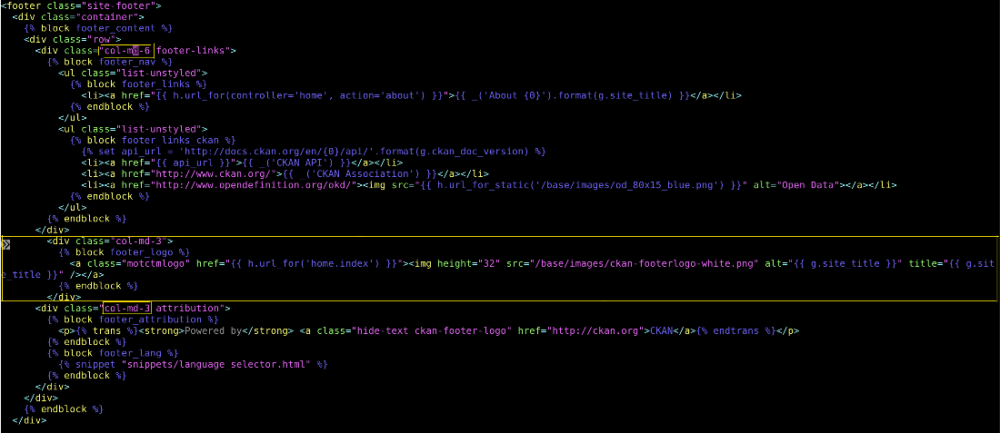 <footer class="site-footer">
<div class="container">
{% block footer_content %}
<div class="row">
<div class="col-md-6 footer-links">
{% block footer_nav %}
<ul class="list-unstyled">
{% block footer_links %}
<li><a href="{{ h.url_for(controller='home', action='about') }}">{{ _('About {0}').format(g.site_title) }}</a></li>
{% endblock %}
</ul>
<ul class="list-unstyled">
{% block footer_links_ckan %}
{% set api_url = 'http://docs.ckan.org/en/{0}/api/'.format(g.ckan_doc_version) %}
<li><a href="{{ api_url }}">{{ _('CKAN API') }}</a></li>
<li><a href="http://www.ckan.org/">{{ _('CKAN Association') }}</a></li>
<li><a href="http://www.opendefinition.org/okd/"><img src="{{ h.url_for_static('/base/images/od_80x15_blue.png') }}" alt="Open Data"></a></li>
{% endblock %}
</ul>
{% endblock %}
</div>
<div class="col-md-3">
{% block footer_logo %}
<a class="motctmlogo" href="{{ h.url_for('home.index') }}"><img height="32" src="/base/images/ckan-footerlogo-white.png" alt="{{ g.site_title }}" title="{{ g.sit
e_title }}" /></a>
{% endblock %}
</div>
<div class="col-md-3 attribution">
{% block footer_attribution %}
<p>{% trans %}<strong>Powered by</strong> <a class="hide-text ckan-footer-logo" href="http://ckan.org">CKAN</a>{% endtrans %}</p>
{% endblock %}
{% block footer_lang %}
{% snippet "snippets/language_selector.html" %}
{% endblock %}
</div>
</div>
{% endblock %}
</div>